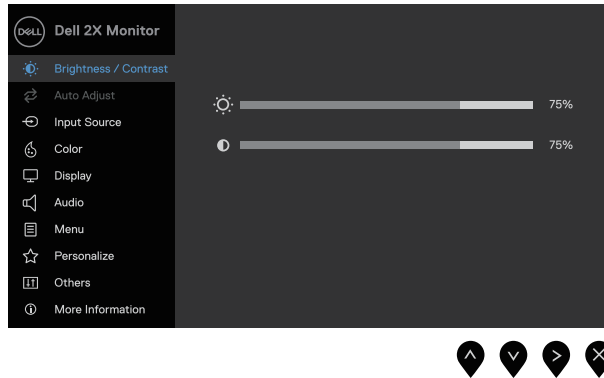 DELL
Dell 2X Monitor
Brightness / Contrast
75%
Auto Adjust
Input Source
75%
Color
Display
Audio
Menu
Personalize
Others
More Information